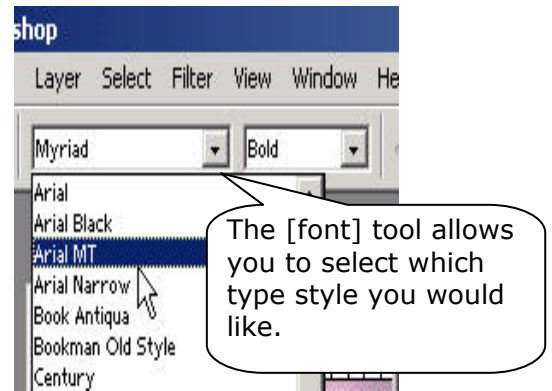 shop
Layer Select Filter View Window He
Myriad Bold
Arial
Arial Black
Arial MT
Arial Narrow
Book Antiqua
Bookman Old Style
Century
The [font] tool allows
you to select which
type style you would
like.